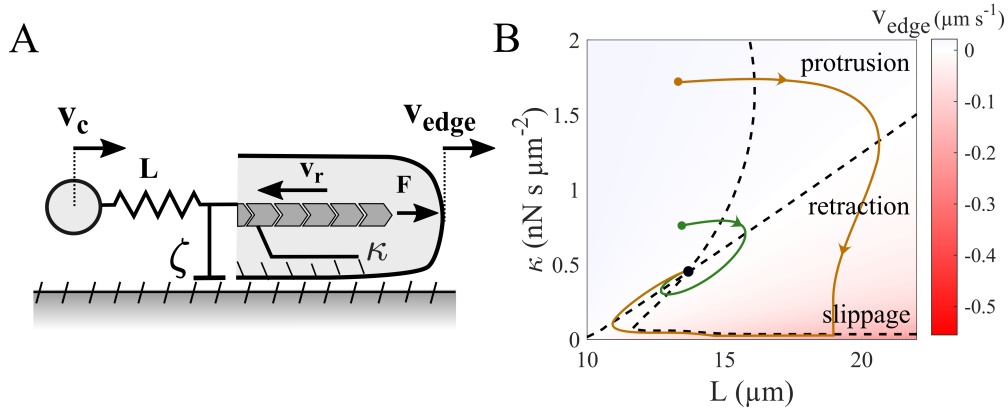 A
v_c
L
v_r
F
v_edge
ζ
κ
B
v_edge (μm s⁻¹)
κ (nN s μm⁻²)
2
1.5
1
0.5
0
10
15
20
L (μm)
protrusion
retraction
slippage
0
-0.1
-0.2
-0.3
-0.4
-0.5